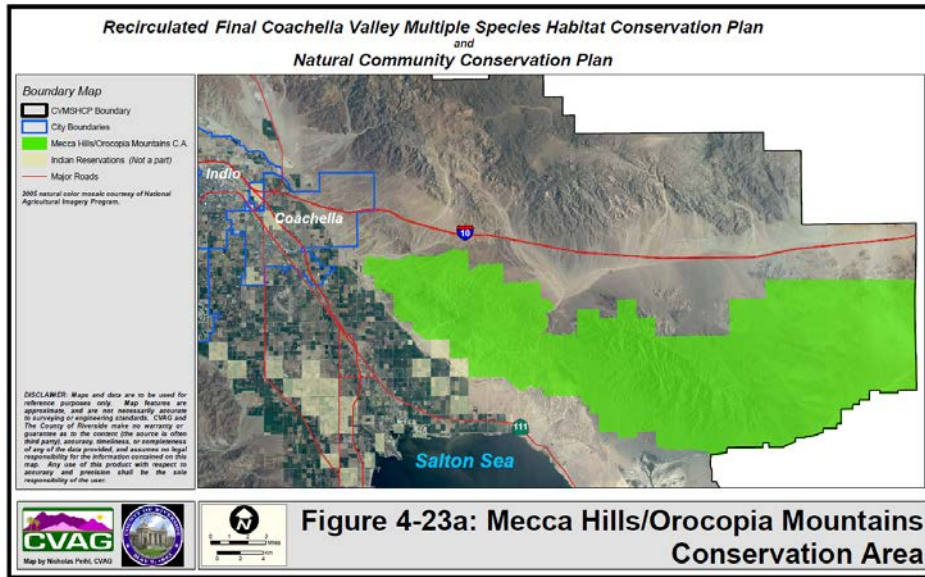 Recirculated Final Coachella Valley Multiple Species Habitat Conservation Plan
and
Natural Community Conservation Plan
Boundary Map
CVMSHCP Boundary
City Boundaries
Mecca Hills/Orocopia Mountains C.A.
Indian Reservations (Not a part)
Major Roads
2005 natural color mosaic courtesy of National
Agricultural Imagery Program.
Indio
Coachella
10
111
Salton Sea
DISCLAIMER: Maps and data are to be used for
reference purposes only. Map features are
approximate, and are not necessarily accurate
to surveying or engineering standards. CVAG and
The County of Riverside make no warranty or
guarantee as to the content (the source is often
third party), accuracy, timeliness, or completeness
of any of the data provided, and assumes no legal
responsibility for the information contained on this
map. Any use of this product with respect to
accuracy and precision shall be the sole
responsibility of the user.
CVAG
Map by Nicholas Peihl, CVAG
COUNTY OF RIVERSIDE
N
Miles
Km
Figure 4-23a: Mecca Hills/Orocopia Mountains
Conservation Area